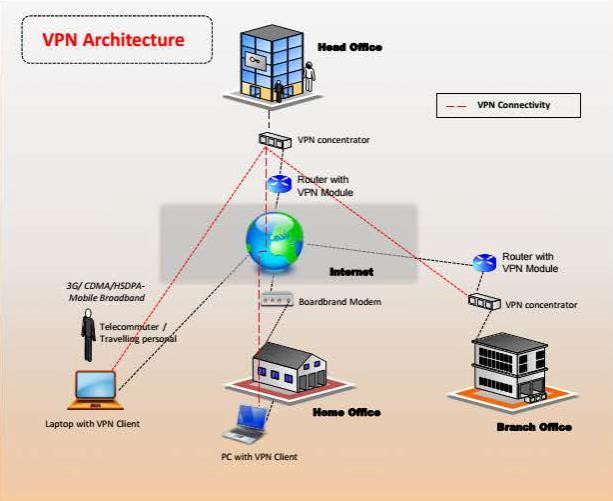 VPN Architecture
Head Office
VPN Connectivity
VPN concentrator
Router with
VPN Module
Internet
Router with
VPN Module
3G/ CDMA/HSDPA-
Mobile Broadband
Boardbrand Modem
VPN concentrator
Telecommuter /
Travelling personal
Home Office
Laptop with VPN Client
Branch Office
PC with VPN Client